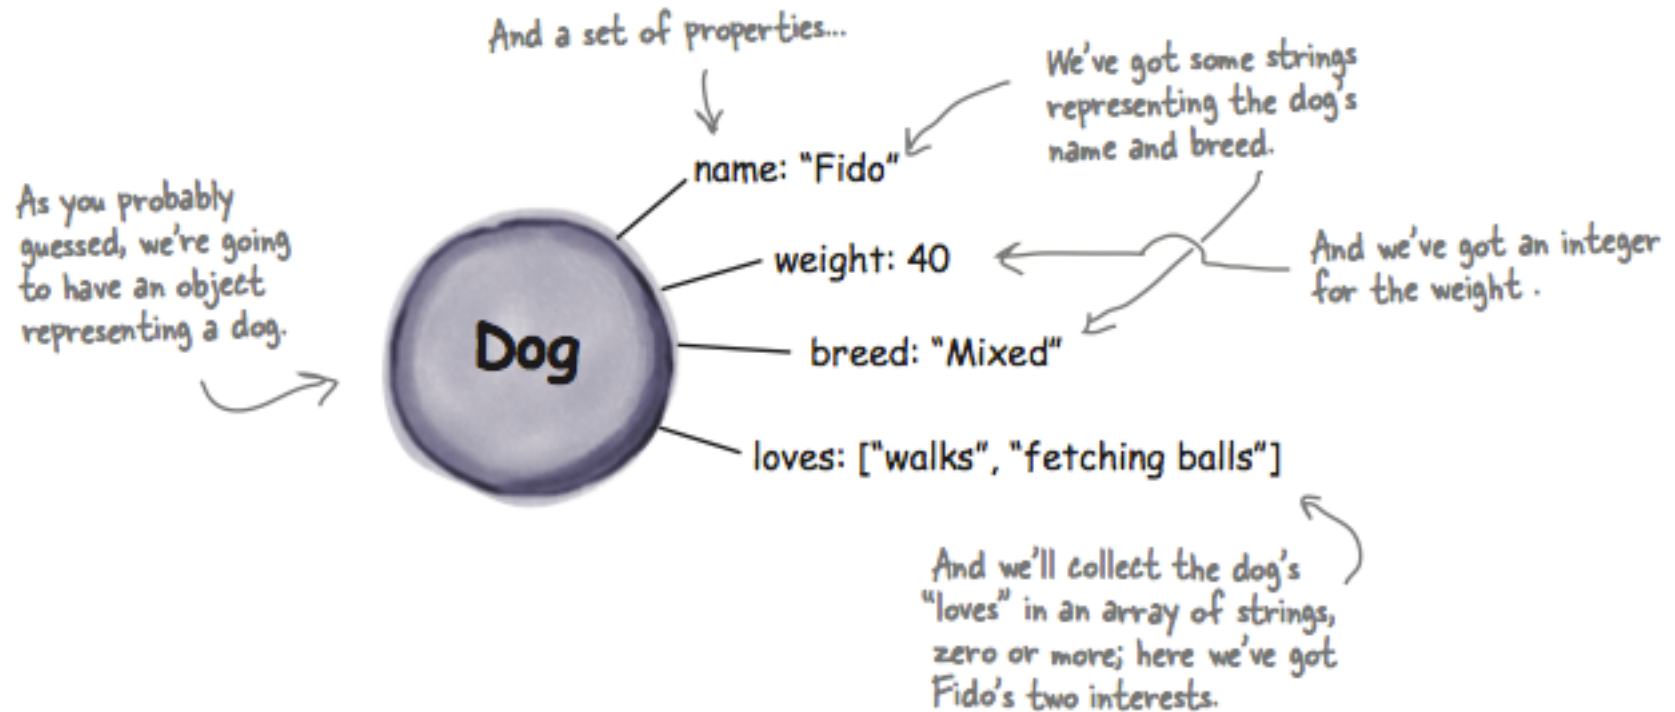 And a set of properties...
We've got some strings
representing the dog's
name and breed.
name: “Fido”
As you probably
guessed, we're going
to have an object
representing a dog.
weight: 40
And we've got an integer
for the weight .
Dog
breed: “Mixed”
loves: [“walks”, “fetching balls”]
And we'll collect the dog's
“loves” in an array of strings,
zero or more; here we've got
Fido's two interests.